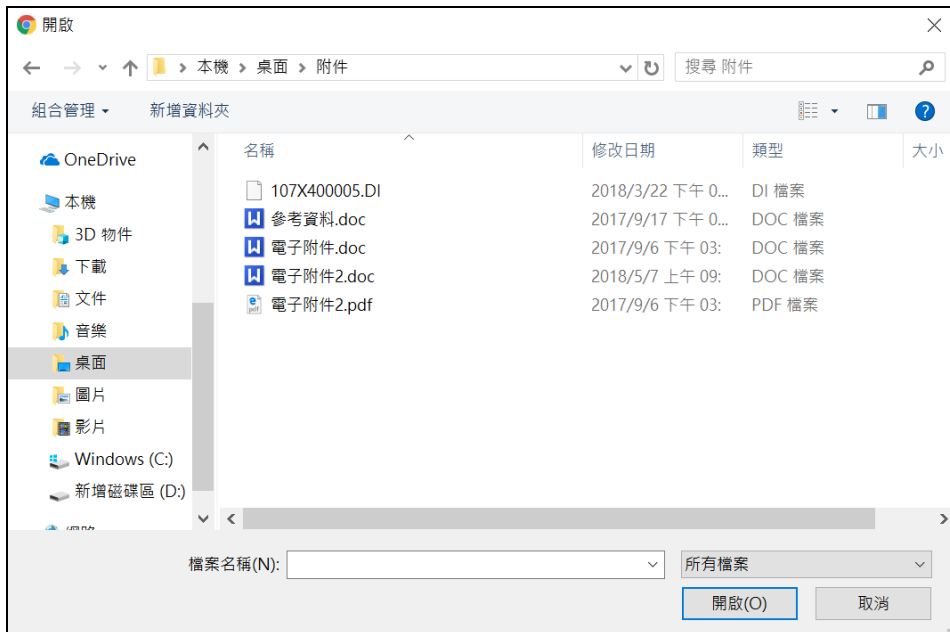 開啟
本機 > 桌面 > 附件
搜尋 附件
組合管理
新增資料夾
?
名稱
修改日期
類型
大小
107X400005.DI
2018/3/22 下午 0...
DI 檔案
參考資料.doc
2017/9/17 下午 0...
DOC 檔案
電子附件.doc
2017/9/6 下午 03:
DOC 檔案
電子附件2.doc
2018/5/7 上午 09:
DOC 檔案
電子附件2.pdf
2017/9/6 下午 03:
PDF 檔案
OneDrive
本機
3D 物件
下載
文件
音樂
桌面
圖片
影片
Windows (C:)
新增磁碟區 (D:)
檔案名稱(N):
所有檔案
開啟(O)
取消